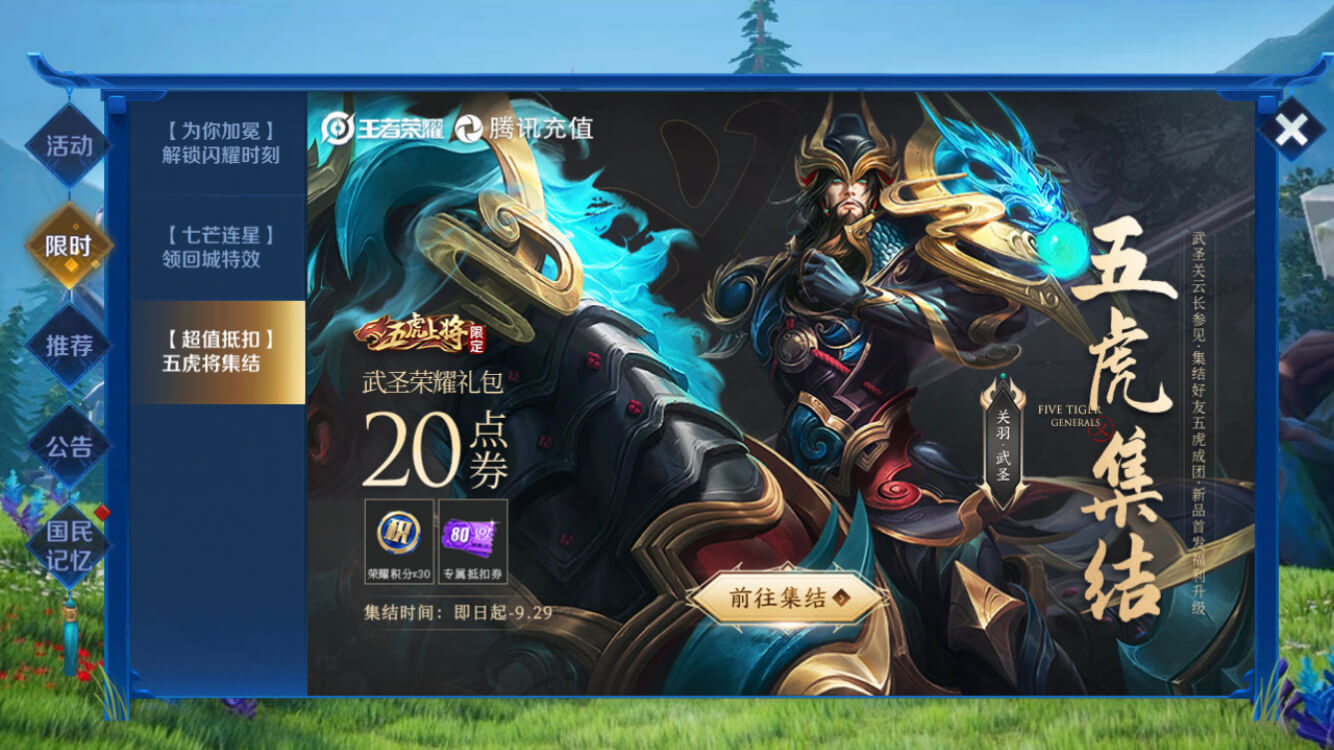 活动
限时
推荐
公告
国民
记忆
【为你加冕】
解锁闪耀时刻
【七芒连星】
领回城特效
【超值抵扣】
五虎将集结
王者荣耀 腾讯充值
五虎上将 限定
武圣荣耀礼包
20点券
积
荣耀积分x30
80
专属抵扣券
集结时间：即日起-9.29
前往集结
关羽·武圣
FIVE TIGER
GENERALS
五虎集结
武圣关云长参见·集结好友五虎成团·新品首发福利升级